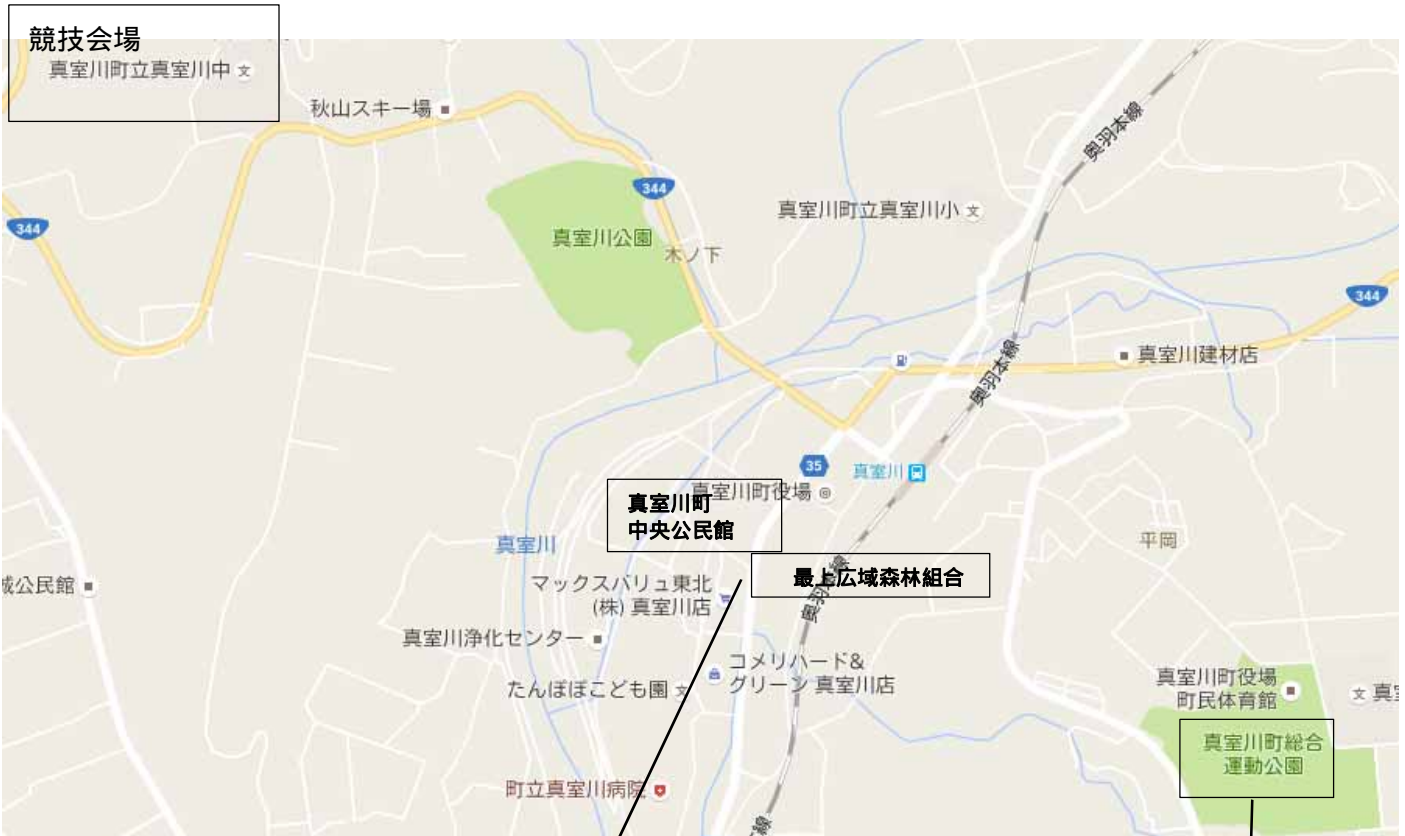 競技会場
真室川町立真室川中
秋山スキー場
奥羽本線
344
真室川町立真室川小
344
真室川公園
木ノ下
344
奥羽本線
真室川建材店
35
真室川
真室川町役場
真室川町
中央公民館
真室川
平岡
最上広域森林組合
奥羽本線
城公民館
マックスバリュ東北
(株) 真室川店
真室川浄化センター
コメリハード&
グリーン 真室川店
たんぽぽこども園
真室川町役場
町民体育館
真室川町総合
運動公園
町立真室川病院